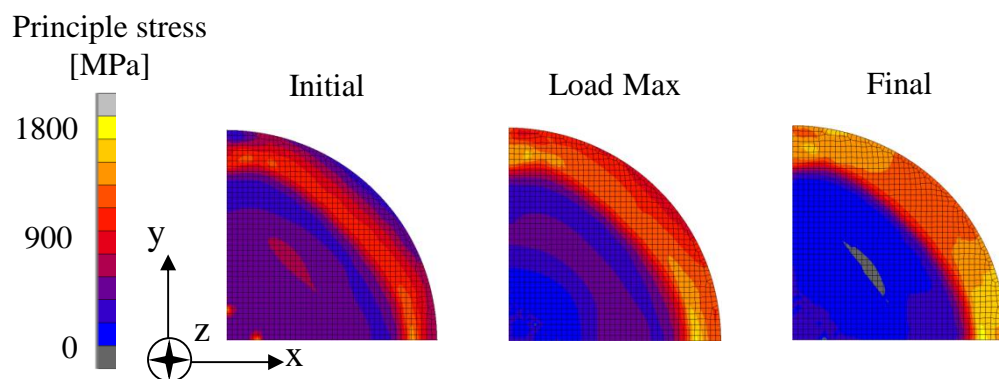 Principle stress
[MPa]
Initial
Load Max
Final
1800
900
0
y
z
x